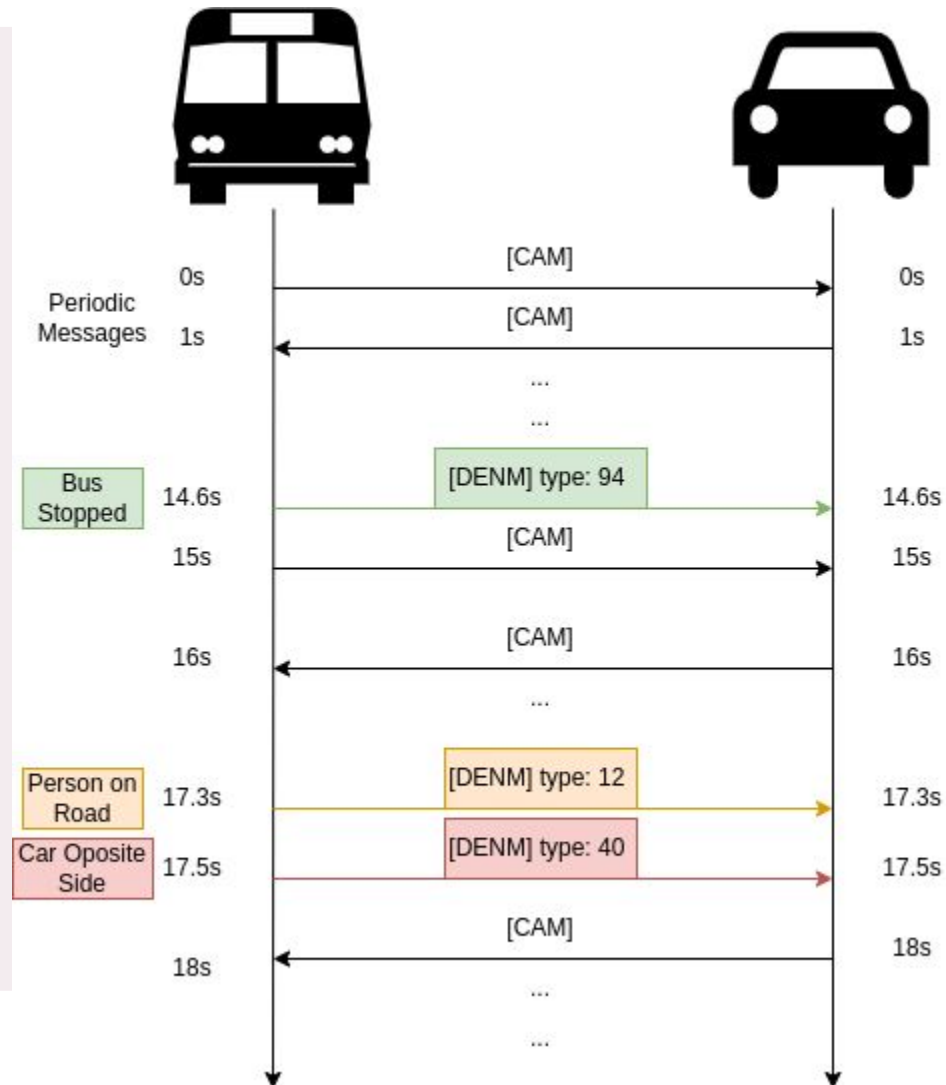 [CAM]
0s
0s
Periodic
Messages
[CAM]
1s
1s
...
...
Bus
Stopped
[DENM] type: 94
14.6s
14.6s
[CAM]
15s
15s
[CAM]
16s
16s
...
Person on
Road
[DENM] type: 12
17.3s
17.3s
Car Oposite
Side
[DENM] type: 40
17.5s
17.5s
[CAM]
18s
18s
...
...